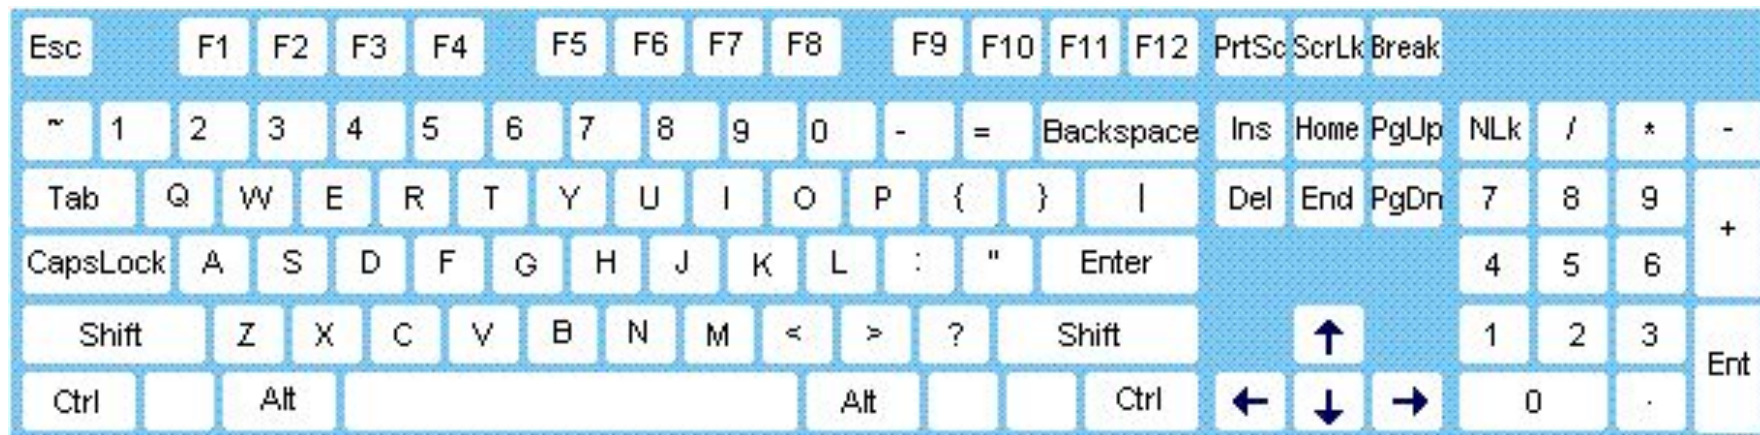 Esc F1 F2 F3 F4 F5 F6 F7 F8 F9 F10 F11 F12 PrtSc ScrLk Break
~ 1 2 3 4 5 6 7 8 9 0 - = Backspace Ins Home PgUp NLk / * -
Tab Q W E R T Y U I O P { } | Del End PgDn 7 8 9 +
CapsLock A S D F G H J K L : " Enter 4 5 6
Shift Z X C V B N M < > ? Shift ↑ 1 2 3 Ent
Ctrl Alt Alt Ctrl ← ↓ → 0 .